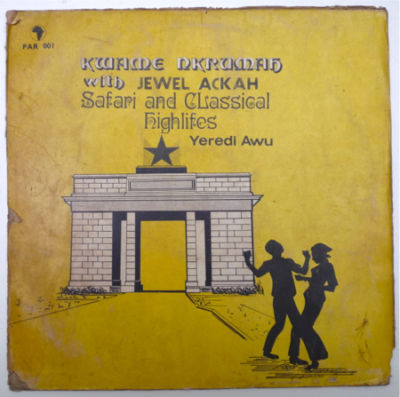 PAR 001
KWAME NKRUMAH
with JEWEL ACKAH
Safari and CLassical
highlifes
Yeredi Awu